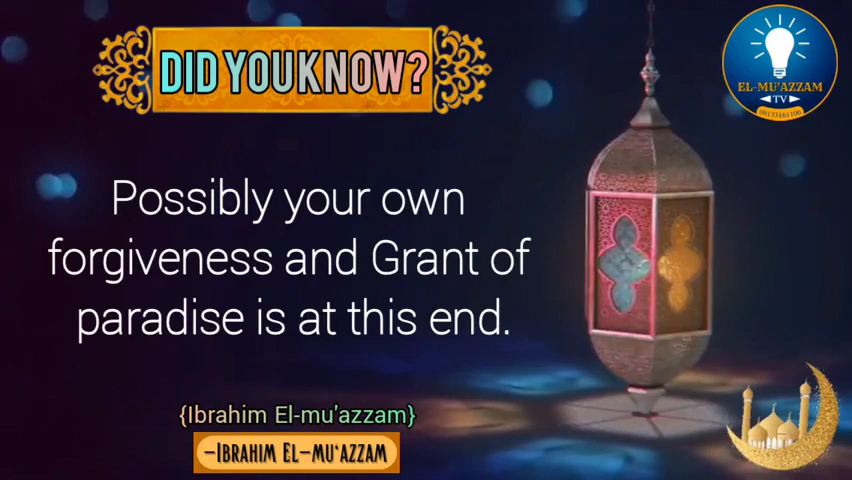 DID YOUKNOW?
EL-MU'AZZAM
TV
09133161106
Possibly your own
forgiveness and Grant of
paradise is at this end.
{Ibrahim El-mu'azzam}
-IBRAHIM EL-MU'AZZAM